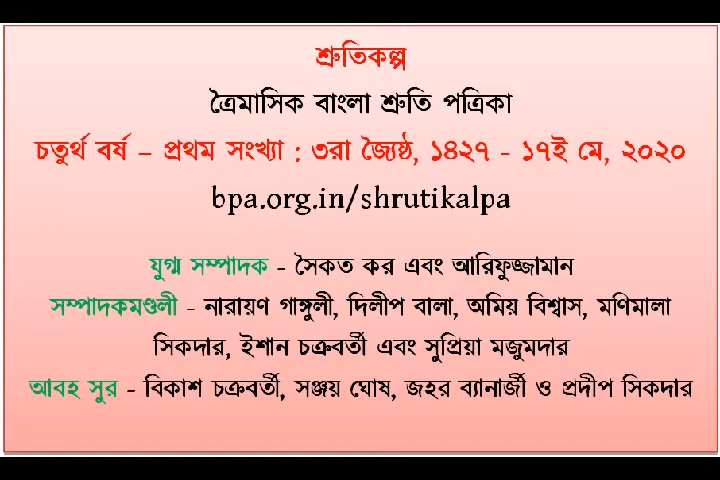 শ্রুতিকল্প
ত্রৈমাসিক বাংলা শ্রুতি পত্রিকা
চতুর্থ বর্ষ – প্রথম সংখ্যা : ৩রা জ্যৈষ্ঠ, ১৪২৭ - ১৭ই মে, ২০২০
bpa.org.in/shrutikalpa
যুগ্ম সম্পাদক - সৈকত কর এবং আরিফুজ্জামান
সম্পাদকমণ্ডলী - নারায়ণ গাঙ্গুলী, দিলীপ বালা, অমিয় বিশ্বাস, মণিমালা
সিকদার, ইশান চক্রবর্তী এবং সুপ্রিয়া মজুমদার
আবহ সুর - বিকাশ চক্রবর্তী, সঞ্জয় ঘোষ, জহর ব্যানার্জী ও প্রদীপ সিকদার